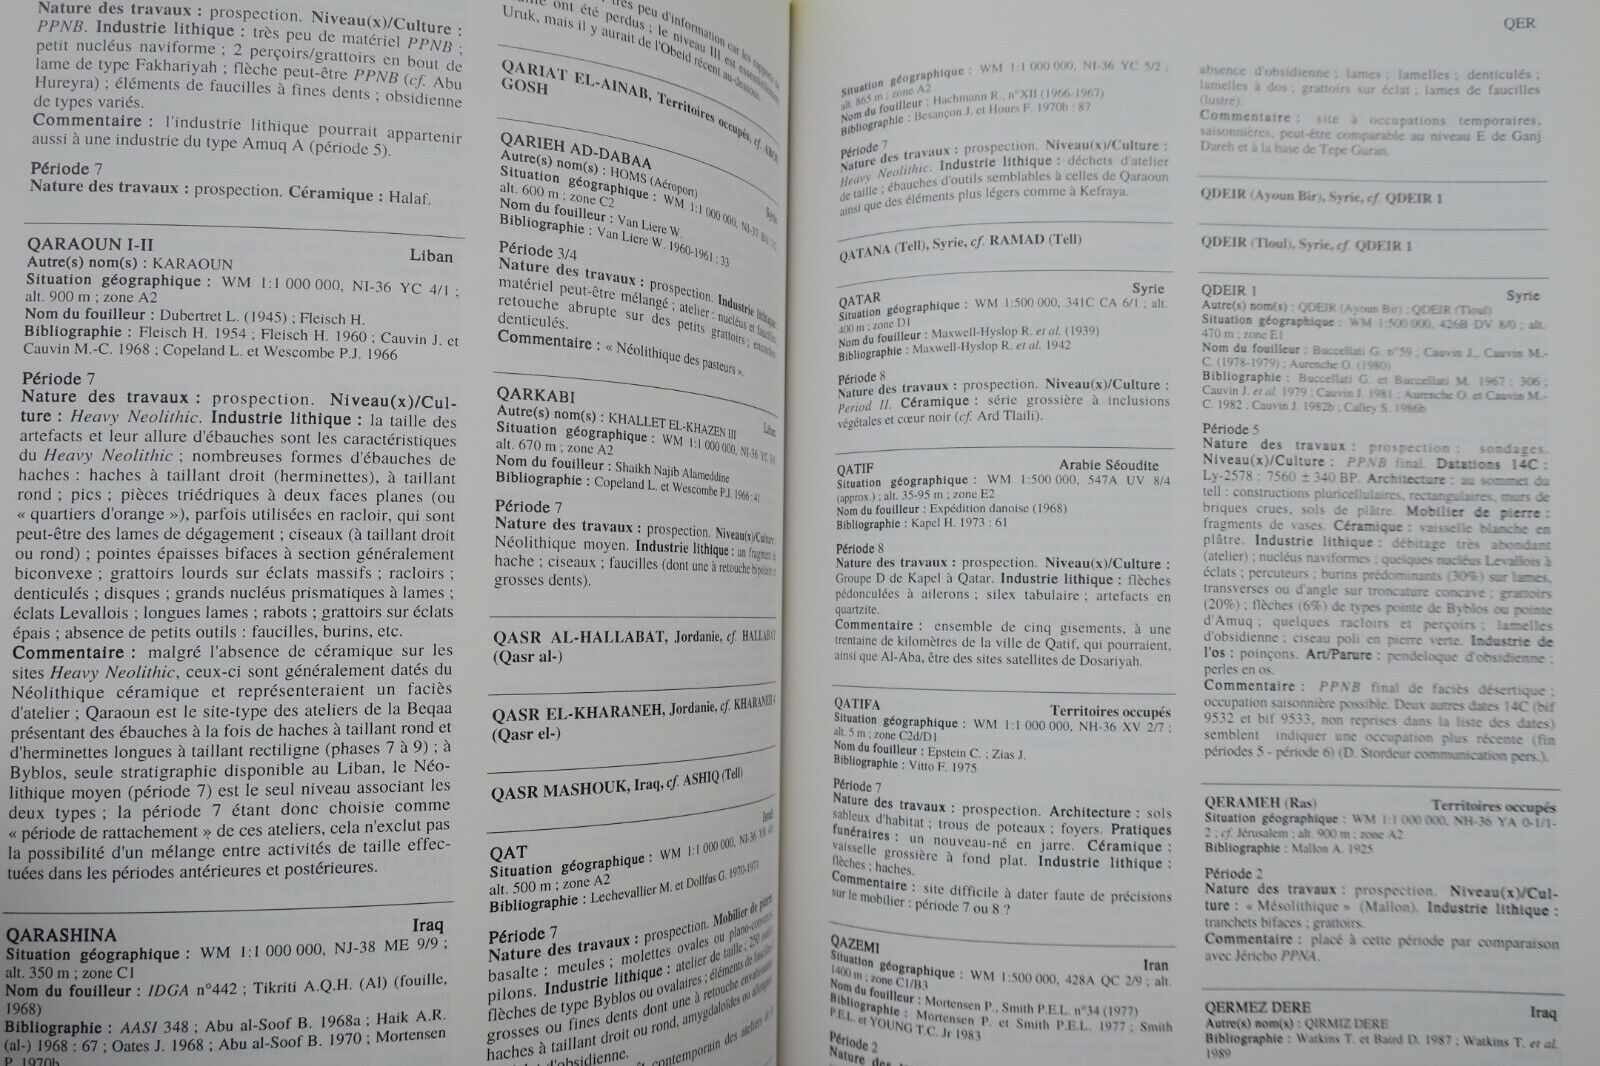 Nature des travaux : prospection. Niveau(x)/Culture :
PPNB. Industrie lithique : très peu de matériel PPNB ;
petit nucléus naviforme ; 2 perçoirs/grattoirs en bout de
lame de type Fakhariyah ; flèche peut-être PPNB (cf. Abu
Hureyra) ; éléments de faucilles à fines dents ; obsidienne
de types variés.
Commentaire : l'industrie lithique pourrait appartenir
aussi à une industrie du type Amuq A (période 5).
Période 7
Nature des travaux : prospection. Céramique : Halaf.
QARAOUN I-II
Liban
Autre(s) nom(s) : KARAOUN
Situation géographique : WM 1:1 000 000, NI-36 YC 4/1 ;
alt. 900 m ; zone A2
Nom du fouilleur : Dubertret L. (1945) ; Fleisch H.
Bibliographie : Fleisch H. 1954 ; Fleisch H. 1960 ; Cauvin J. et
Cauvin M.-C. 1968 ; Copeland L. et Wescombe P.J. 1966
Période 7
Nature des travaux : prospection. Niveau(x)/Cul-
ture : Heavy Neolithic. Industrie lithique : la taille des
artefacts et leur allure d'ébauches sont les caractéristiques
du Heavy Neolithic ; nombreuses formes d'ébauches de
haches : haches à taillant droit (herminettes), à taillant
rond ; pics ; pièces triédriques à deux faces planes (ou
« quartiers d'orange »), parfois utilisées en racloir, qui sont
peut-être des lames de dégagement ; ciseaux (à taillant droit
ou rond) ; pointes épaisses bifaces à section généralement
biconvexe ; grattoirs lourds sur éclats massifs ; racloirs ;
denticulés ; disques ; grands nucléus prismatiques à lames ;
éclats Levallois ; longues lames ; rabots ; grattoirs sur éclats
épais ; absence de petits outils : faucilles, burins, etc.
Commentaire : malgré l'absence de céramique sur les
sites Heavy Neolithic, ceux-ci sont généralement datés du
Néolithique céramique et représenteraient un faciès
d'atelier ; Qaraoun est le site-type des ateliers de la Beqaa
présentant des ébauches à la fois de haches à taillant rond et
d'herminettes longues à taillant rectiligne (phases 7 à 9) ; à
Byblos, seule stratigraphie disponible au Liban, le Néo-
lithique moyen (période 7) est le seul niveau associant les
deux types ; la période 7 étant donc choisie comme
« période de rattachement » de ces ateliers, cela n'exclut pas
la possibilité d'un mélange entre activités de taille effec-
tuées dans les périodes antérieures et postérieures.
QARASHINA
Iraq
Situation géographique : WM 1:1 000 000, NJ-38 ME 9/9 ;
alt. 350 m ; zone C1
Nom du fouilleur : IDGA n°442 ; Tikriti A.Q.H. (Al) (fouille,
1968)
Bibliographie : AASI 348 ; Abu al-Soof B. 1968a ; Haik A.R.
(al-) 1968 : 67 ; Oates J. 1968 ; Abu al-Soof B. 1970 ; Mortensen
P. 1970b
très peu d'information car les rapports de
ont été perdus ; le niveau III est essentiellement
Uruk, mais il y aurait de l'Obeid récent au-dessous.
QARIAT EL-AINAB, Territoires occupés, cf. ABOU
GOSH
QARIEH AD-DABAA
Syrie
Autre(s) nom(s) : HOMS (Aéroport)
Situation géographique : WM 1:1 000 000, NI-37
alt. 600 m ; zone C2
Nom du fouilleur : Van Liere W.
Bibliographie : Van Liere W. 1960-1961 : 33
Période 3/4
Nature des travaux : prospection. Industrie lithique :
matériel peut-être mélangé ; atelier : nucléus et faucilles
retouche abrupte sur des petits grattoirs ; encoches
denticulés.
Commentaire : « Néolithique des pasteurs ».
QARKABI
Liban
Autre(s) nom(s) : KHALLET EL-KHAZEN III
Situation géographique : WM 1:1 000 000, NI-36 YC
alt. 670 m ; zone A2
Nom du fouilleur : Shaikh Najib Alameddine
Bibliographie : Copeland L. et Wescombe P.J. 1966 : 41
Période 7
Nature des travaux : prospection. Niveau(x)/Culture
Néolithique moyen. Industrie lithique : un fragment de
hache ; ciseaux ; faucilles (dont une à retouche bipolaire et
grosses dents).
QASR AL-HALLABAT, Jordanie, cf. HALLABAT
(Qasr al-)
QASR EL-KHARANEH, Jordanie, cf. KHARANEH 4
(Qasr el-)
QASR MASHOUK, Iraq, cf. ASHIQ (Tell)
QAT
Israël
Situation géographique : WM 1:1 000 000, NI-36 YB
alt. 500 m ; zone A2
Bibliographie : Lechevallier M. et Dollfus G. 1970-1971
Période 7
Nature des travaux : prospection. Mobilier de pierre
basalte : meules ; molettes ovales ou plano-convexes
pilons. Industrie lithique : atelier de taille ; 250 outils
flèches de type Byblos ou ovalaires ; éléments de faucilles à
grosses ou fines dents dont une à retouche envahissante
haches à taillant droit ou rond, amygdaloïdes ou allongées
d'obsidienne.
contemporain des ateliers de la
QER
Situation géographique : WM 1:1 000 000, NI-36 YC 5/2 ;
alt. 865 m ; zone A2
Nom du fouilleur : Hachmann R., n°XII (1966-1967)
Bibliographie : Besançon J. et Hours F. 1970b : 87
Période 7
Nature des travaux : prospection. Niveau(x)/Culture :
Heavy Neolithic. Industrie lithique : déchets d'atelier
de taille ; ébauches d'outils semblables à celles de Qaraoun
ainsi que des éléments plus légers comme à Kefraya.
QATANA (Tell), Syrie, cf. RAMAD (Tell)
QATAR
Syrie
Situation géographique : WM 1:500 000, 341C CA 6/1 ; alt.
400 m ; zone D1
Nom du fouilleur : Maxwell-Hyslop R. et al. (1939)
Bibliographie : Maxwell-Hyslop R. et al. 1942
Période 8
Nature des travaux : prospection. Niveau(x)/Culture :
Period II. Céramique : série grossière à inclusions
végétales et cœur noir (cf. Ard Tlaili).
QATIF
Arabie Séoudite
Situation géographique : WM 1:500 000, 547A UV 8/4
(approx.) ; alt. 35-95 m ; zone E2
Nom du fouilleur : Expédition danoise (1968)
Bibliographie : Kapel H. 1973 : 61
Période 8
Nature des travaux : prospection. Niveau(x)/Culture :
Groupe D de Kapel à Qatar. Industrie lithique : flèches
pédonculées à ailerons ; silex tabulaire ; artefacts en
quartzite.
Commentaire : ensemble de cinq gisements, à une
trentaine de kilomètres de la ville de Qatif, qui pourraient,
ainsi que Al-Aba, être des sites satellites de Dosariyah.
QATIFA
Territoires occupés
Situation géographique : WM 1:1 000 000, NH-36 XV 2/7 ;
alt. 5 m ; zone C2d/D1
Nom du fouilleur : Epstein C. ; Zias J.
Bibliographie : Vitto F. 1975
Période 7
Nature des travaux : prospection. Architecture : sols
sableux d'habitat ; trous de poteaux ; foyers. Pratiques
funéraires : un nouveau-né en jarre. Céramique :
vaisselle grossière à fond plat. Industrie lithique :
flèches ; haches.
Commentaire : site difficile à dater faute de précisions
sur le mobilier : période 7 ou 8 ?
QAZEMI
Iran
Situation géographique : WM 1:500 000, 428A QC 2/9 ; alt.
1400 m ; zone C1/B3
Nom du fouilleur : Mortensen P., Smith P.E.L. n°34 (1977)
Bibliographie : Mortensen P. et Smith P.E.L. 1977 ; Smith
P.E.L. et YOUNG T.C. Jr 1983
Période 2
Nature
absence d'obsidienne ; lames ; lamelles ; denticulés ;
lamelles à dos ; grattoirs sur éclat ; lames de faucilles
(lustre).
Commentaire : site à occupations temporaires,
saisonnières, peut-être comparable au niveau E de Ganj
Dareh et à la base de Tepe Guran.
QDEIR (Ayoun Bir), Syrie, cf. QDEIR 1
QDEIR (Tloul), Syrie, cf. QDEIR 1
QDEIR 1
Syrie
Autre(s) nom(s) : QDEIR (Ayoun Bir) ; QDEIR (Tloul)
Situation géographique : WM 1:500 000, 426B DV 8/0 ; alt.
470 m ; zone E1
Nom du fouilleur : Buccellati G. n°59 ; Cauvin J., Cauvin M.-
C. (1978-1979) ; Aurenche O. (1980)
Bibliographie : Buccellati G. et Buccellati M. 1967 : 306 ;
Cauvin J. et al. 1979 ; Cauvin J. 1981 ; Aurenche O. et Cauvin M.-
C. 1982 ; Cauvin J. 1982b ; Calley S. 1986b
Période 5
Nature des travaux : prospection ; sondages.
Niveau(x)/Culture : PPNB final. Datations 14C :
Ly-2578 : 7560 ± 340 BP. Architecture : au sommet du
tell : constructions pluricellulaires, rectangulaires, murs de
briques crues, sols de plâtre. Mobilier de pierre :
fragments de vases. Céramique : vaisselle blanche en
plâtre. Industrie lithique : débitage très abondant
(atelier) ; nucléus naviformes ; quelques nucléus Levallois à
éclats ; percuteurs ; burins prédominants (30%) sur lames,
transverses ou d'angle sur troncature concave ; grattoirs
(20%) ; flèches (6%) de types pointe de Byblos ou pointe
d'Amuq ; quelques racloirs et perçoirs ; lamelles
d'obsidienne ; ciseau poli en pierre verte. Industrie de
l'os : poinçons. Art/Parure : pendeloque d'obsidienne ;
perles en os.
Commentaire : PPNB final de faciès désertique ;
occupation saisonnière possible. Deux autres dates 14C (bif
9532 et bif 9533, non reprises dans la liste des dates)
semblent indiquer une occupation plus récente (fin
périodes 5 - période 6) (D. Stordeur communication pers.).
QERAMEH (Ras)
Territoires occupés
Situation géographique : WM 1:1 000 000, NH-36 YA 0-1/1-
2 ; cf. Jérusalem ; alt. 900 m ; zone A2
Bibliographie : Mallon A. 1925
Période 2
Nature des travaux : prospection. Niveau(x)/Cul-
ture : « Mésolithique » (Mallon). Industrie lithique :
tranchets bifaces ; grattoirs.
Commentaire : placé à cette période par comparaison
avec Jéricho PPNA.
QERMEZ DERE
Iraq
Autre(s) nom(s) : QIRMIZ DERE
Bibliographie : Watkins T. et Baird D. 1987 ; Watkins T. et al.
1989